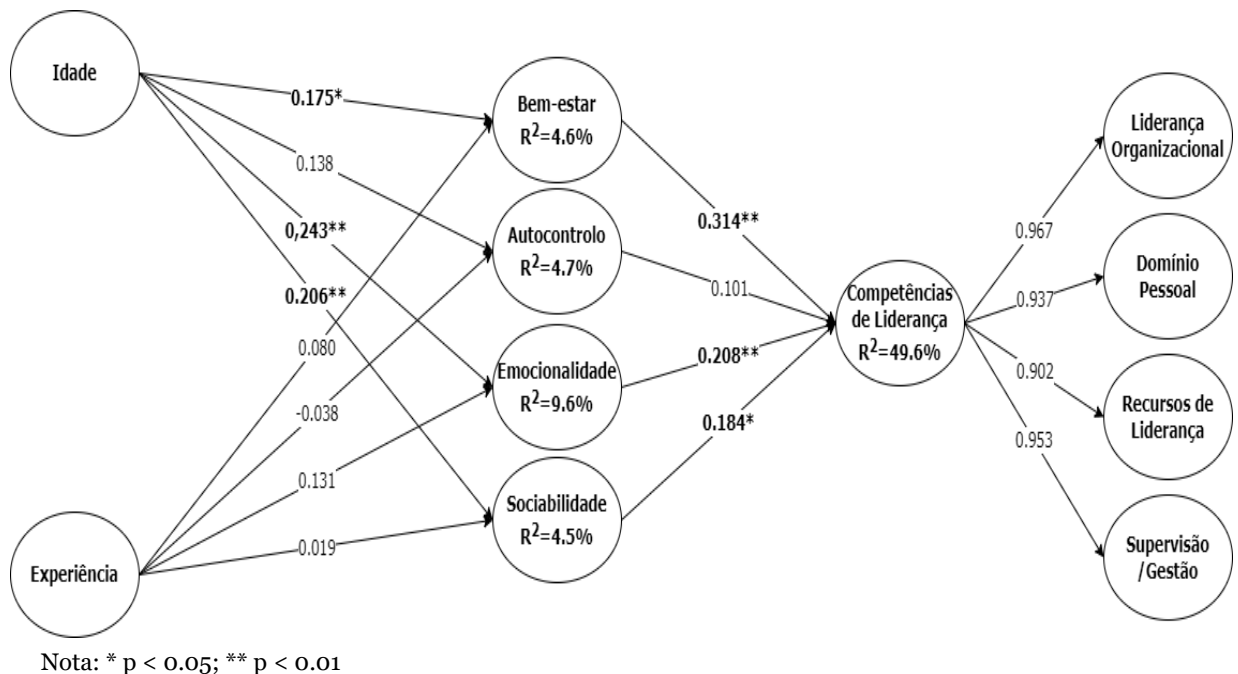 Idade
0.175*
0.138
0,243**
0.206**
0.080
-0.038
0.131
0.019
Experiência
Bem-estar
R²=4.6%
Autocontrolo
R²=4.7%
Emocionalidade
R²=9.6%
Sociabilidade
R²=4.5%
0.314**
0.101
0.208**
0.184*
Competências
de Liderança
R²=49.6%
0.967
0.937
0.902
0.953
Liderança
Organizacional
Domínio
Pessoal
Recursos de
Liderança
Supervisão
/Gestão
Nota: * p < 0.05; ** p < 0.01